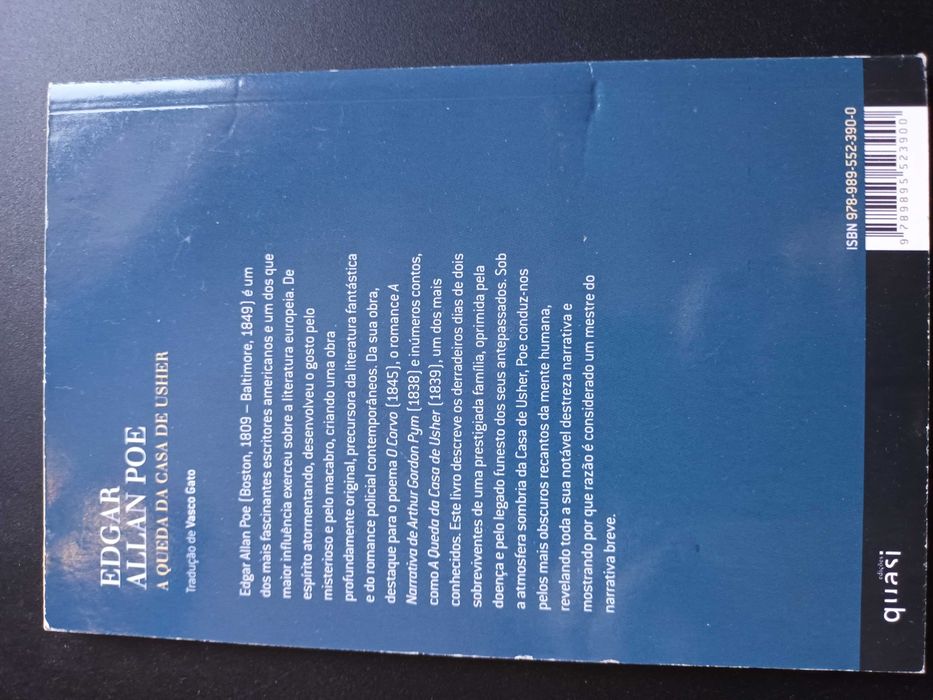 EDGAR
ALLAN POE
A QUEDA DA CASA DE USHER
Tradução de Vasco Gato
Edgar Allan Poe (Boston, 1809 – Baltimore, 1849) é um
dos mais fascinantes escritores americanos e um dos que
maior influência exerceu sobre a literatura europeia. De
espírito atormentando, desenvolveu o gosto pelo
misterioso e pelo macabro, criando uma obra
profundamente original, precursora da literatura fantástica
e do romance policial contemporâneos. Da sua obra,
destaque para o poema O Corvo (1845), o romance A
Narrativa de Arthur Gordon Pym (1838) e inúmeros contos,
como A Queda da Casa de Usher (1839), um dos mais
conhecidos. Este livro descreve os derradeiros dias de dois
sobreviventes de uma prestigiada família, oprimida pela
doença e pelo legado funesto dos seus antepassados. Sob
a atmosfera sombria da Casa de Usher, Poe conduz-nos
pelos mais obscuros recantos da mente humana,
revelando toda a sua notável destreza narrativa e
mostrando por que razão é considerado um mestre do
narrativa breve.
edições
quasi
ISBN 978-989-552-390-0
9 789895 523900